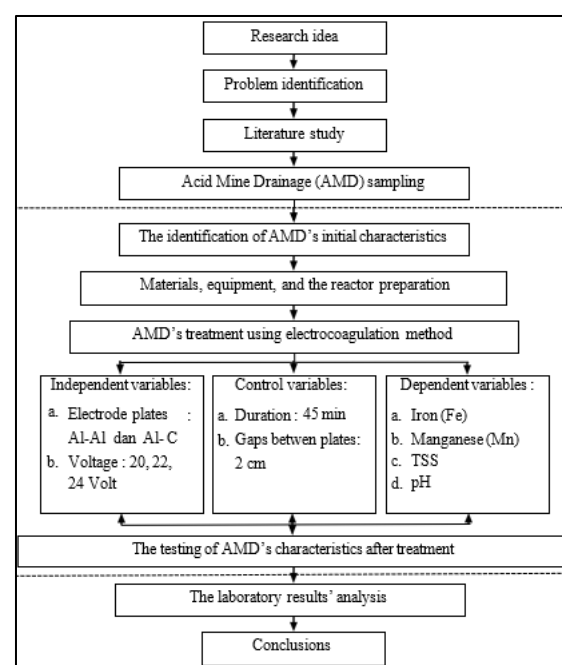 Research idea
Problem identification
Literature study
Acid Mine Drainage (AMD) sampling
The identification of AMD's initial characteristics
Materials, equipment, and the reactor preparation
AMD's treatment using electrocoagulation method
Independent variables:
a. Electrode plates :
Al-Al dan Al- C
b. Voltage : 20, 22,
24 Volt
Control variables:
a. Duration : 45 min
b. Gaps betwen plates:
2 cm
Dependent variables :
a. Iron (Fe)
b. Manganese (Mn)
c. TSS
d. pH
The testing of AMD's characteristics after treatment
The laboratory results' analysis
Conclusions